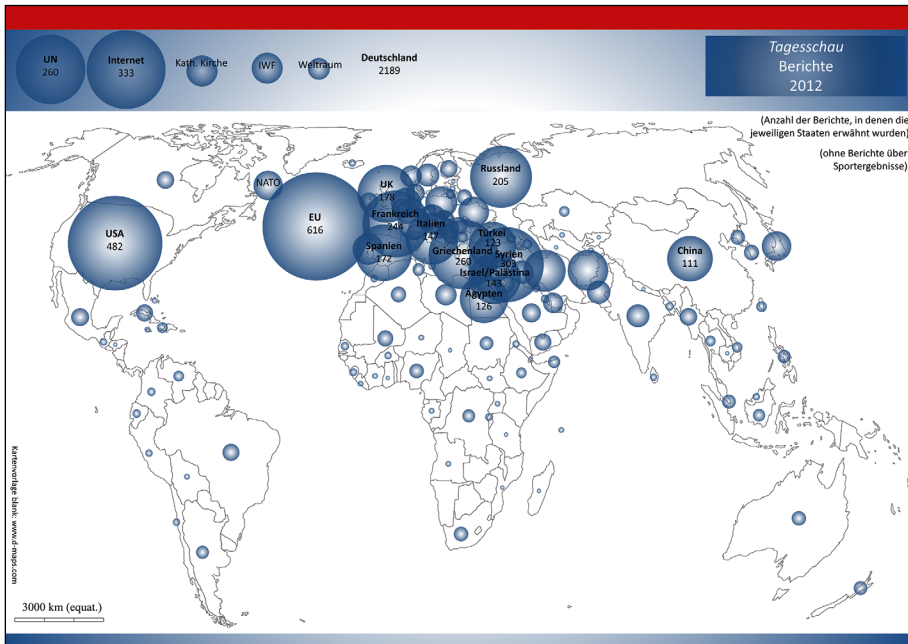 UN
260
Internet
333
Kath. Kirche
IWF
Weltraum
Deutschland
2189
Tagesschau
Berichte
2012
(Anzahl der Berichte, in denen die
jeweiligen Staaten erwähnt wurden)
(ohne Berichte über
Sportergebnisse)
NATO
Russland
205
UK
178
EU
616
Frankreich
244
Italien
147
USA
482
Spanien
172
Türkei
123
Griechenland
260
Syrien
303
China
111
Israel/Palästina
143
Ägypten
126
Kartenvorlage blank: www.d-maps.com
3000 km (equat.)